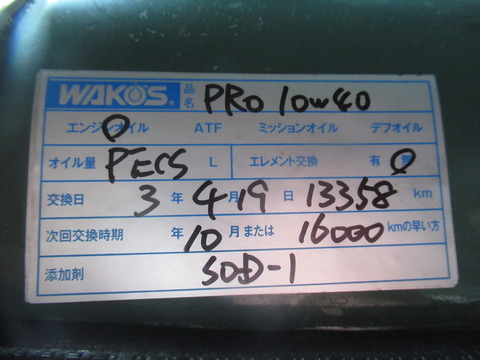 WAKO'S 品名 PRO 10w40
エンジンオイル ATF ミッションオイル デフオイル
オイル量 PECS L エレメント交換 有 無
交換日 3 年 4 月 19 日 13358 km
次回交換時期 年 10 月または 16000 kmの早い方
添加剤 SOD-1